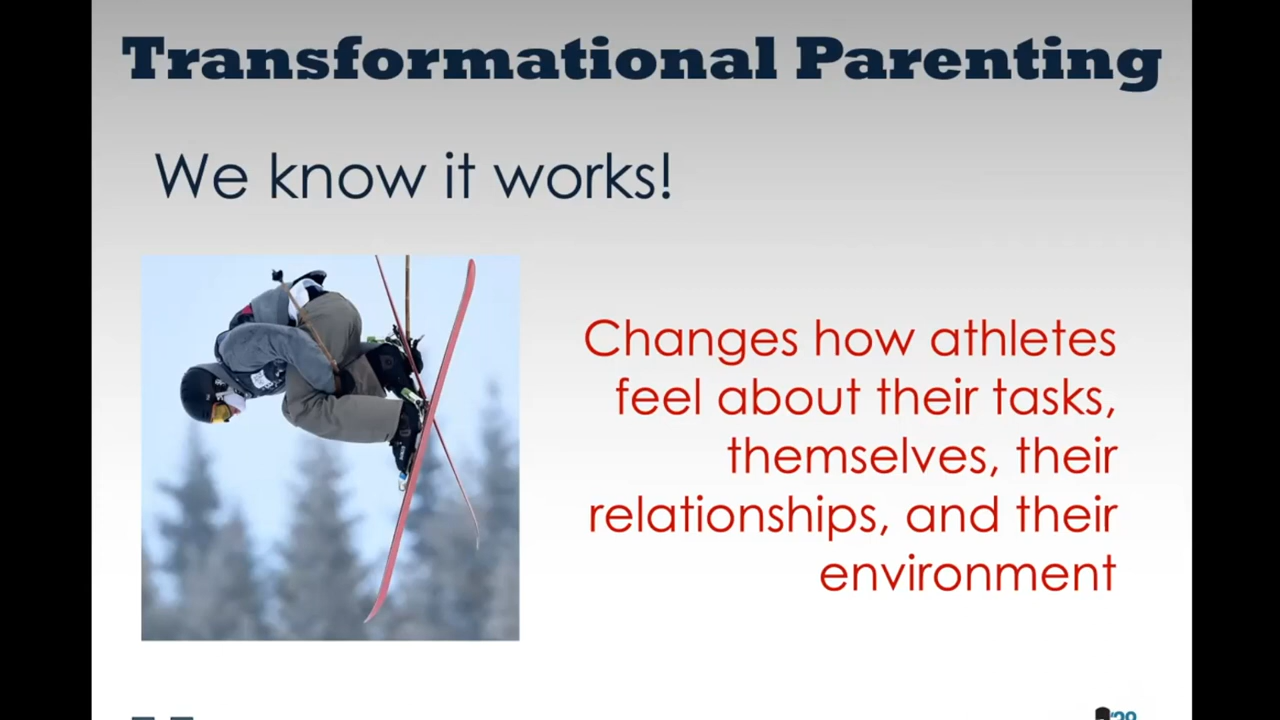 Transformational Parenting
We know it works!
Changes how athletes
feel about their tasks,
themselves, their
relationships, and their
environment